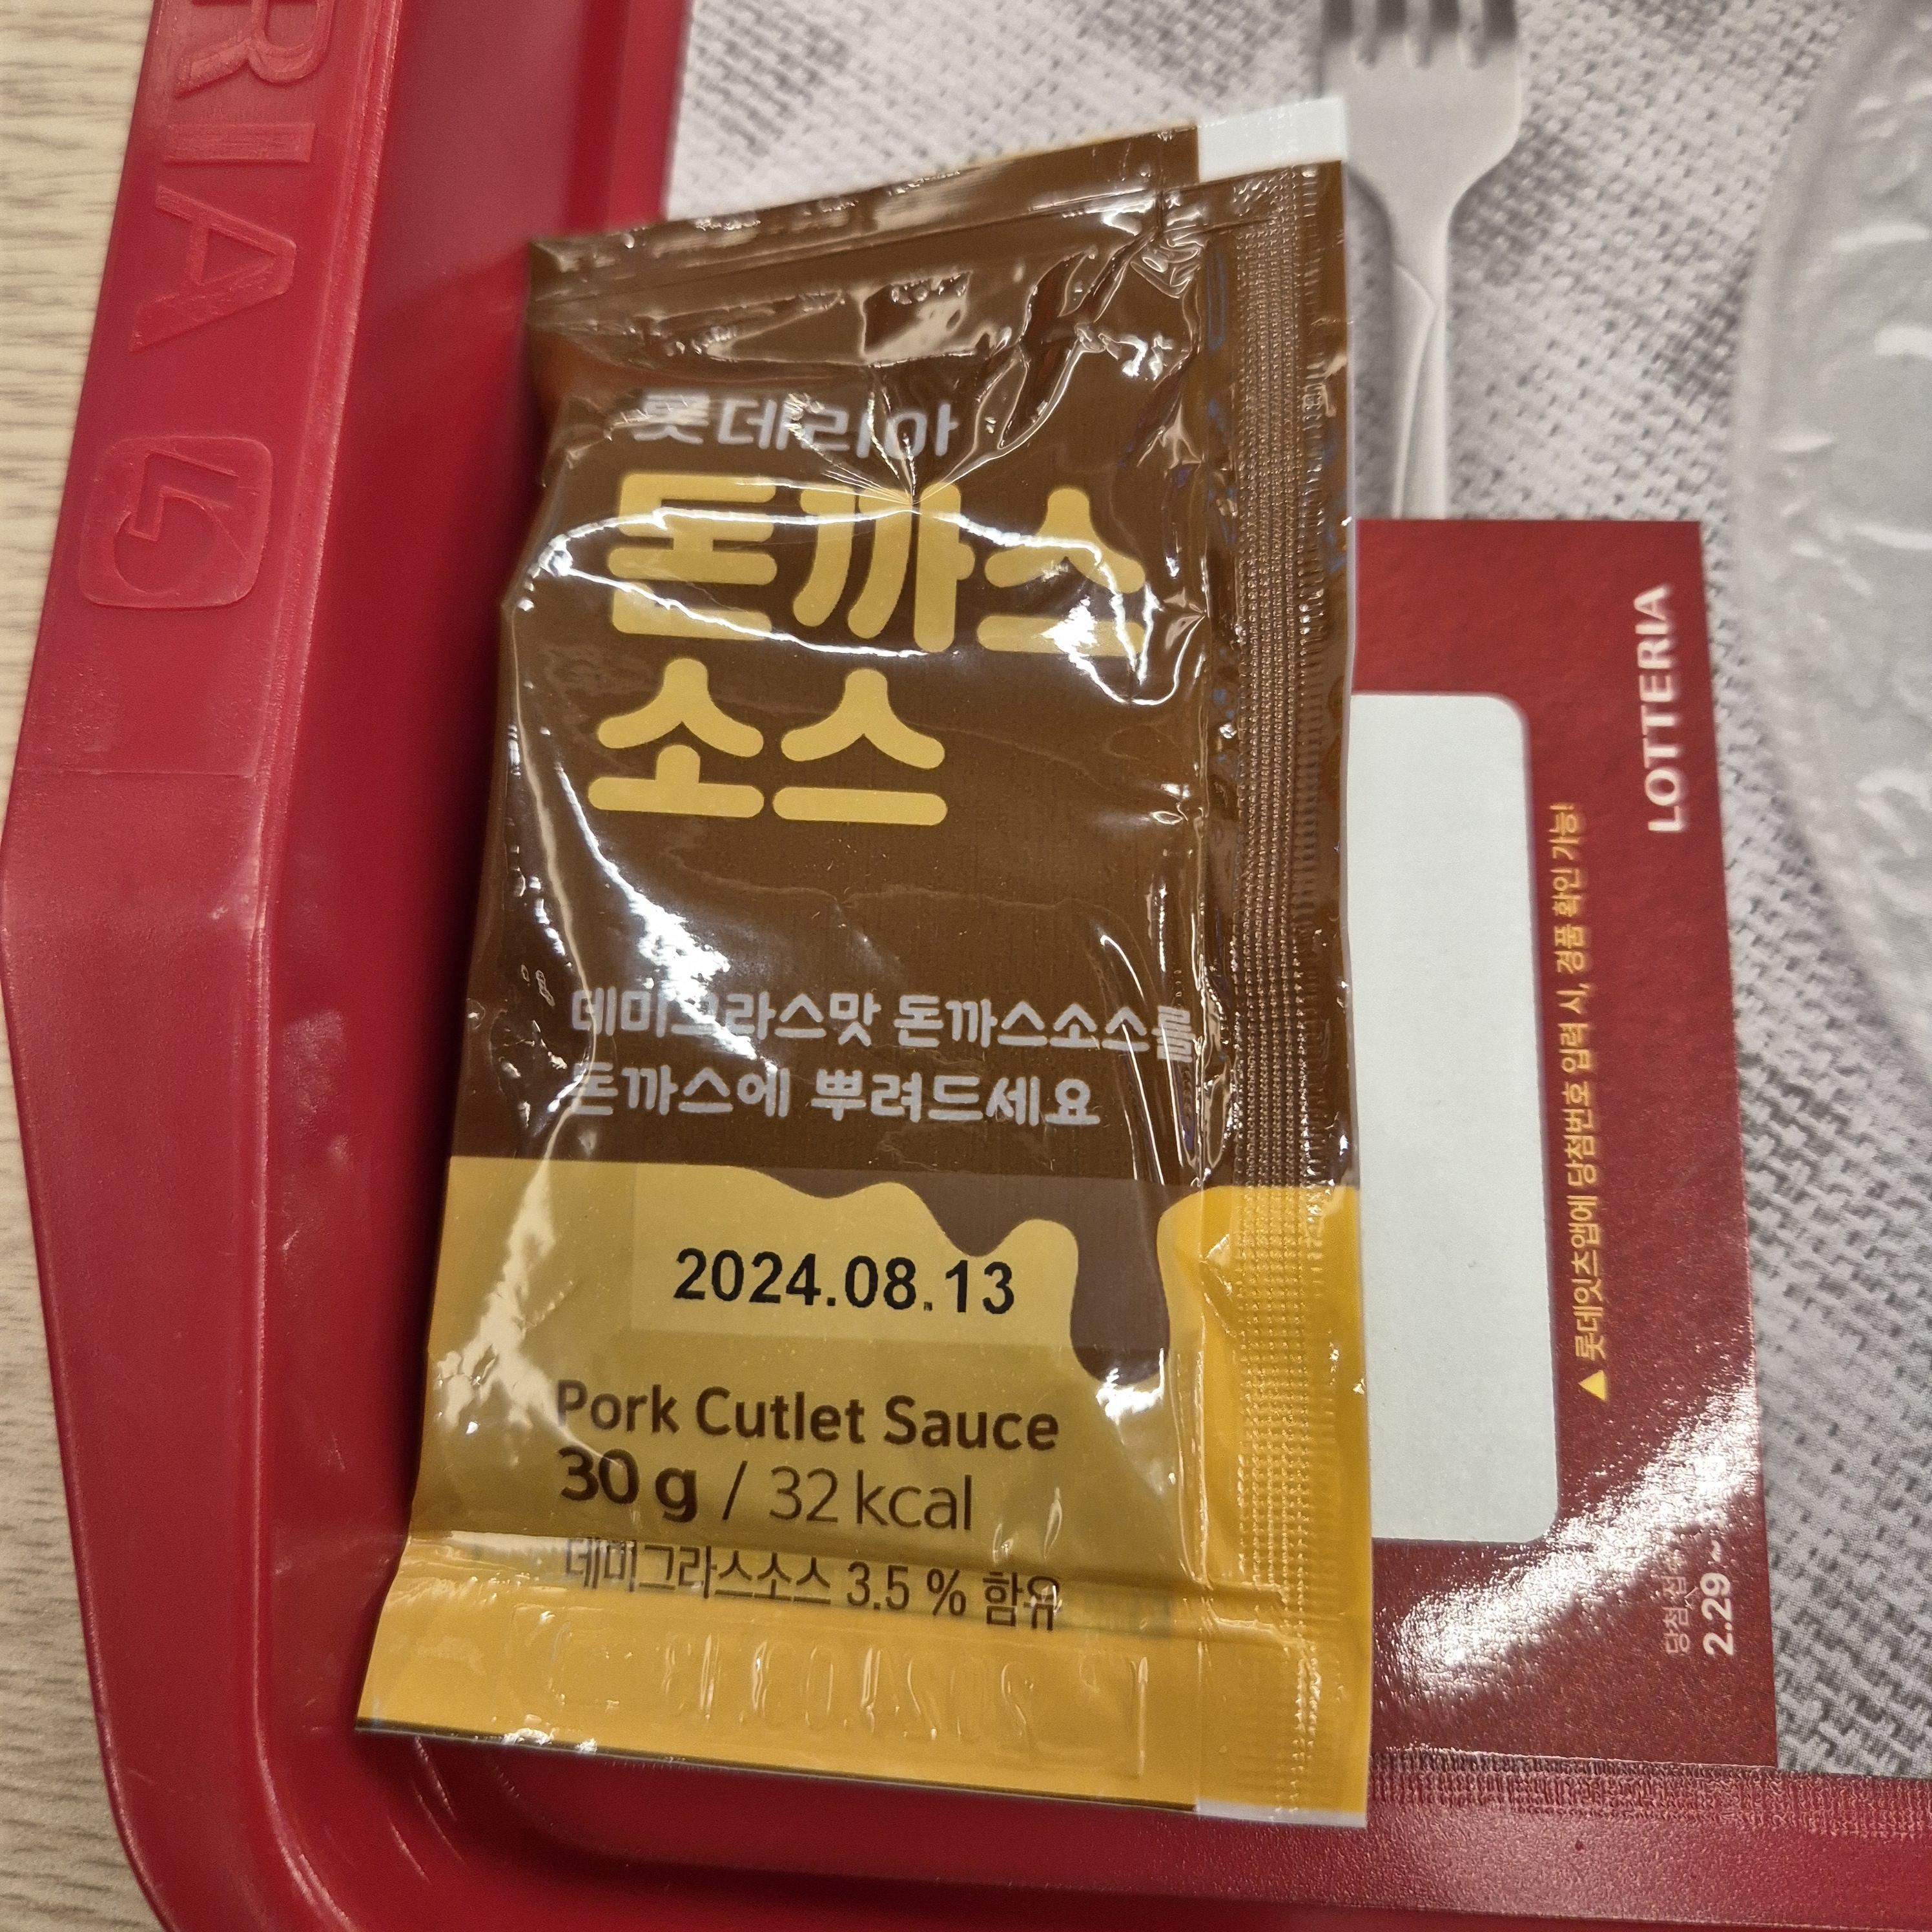 RIA
롯데리아
돈까스
소스
데미그라스맛 돈까스소스를
돈까스에 뿌려드세요
2024.08.13
Pork Cutlet Sauce
30 g / 32 kcal
데미그라스소스 3.5 % 함유
LOTTERIA
▲ 롯데잇츠앱에 당첨번호 입력 시, 경품 확인 가능!
당첨
2.29~